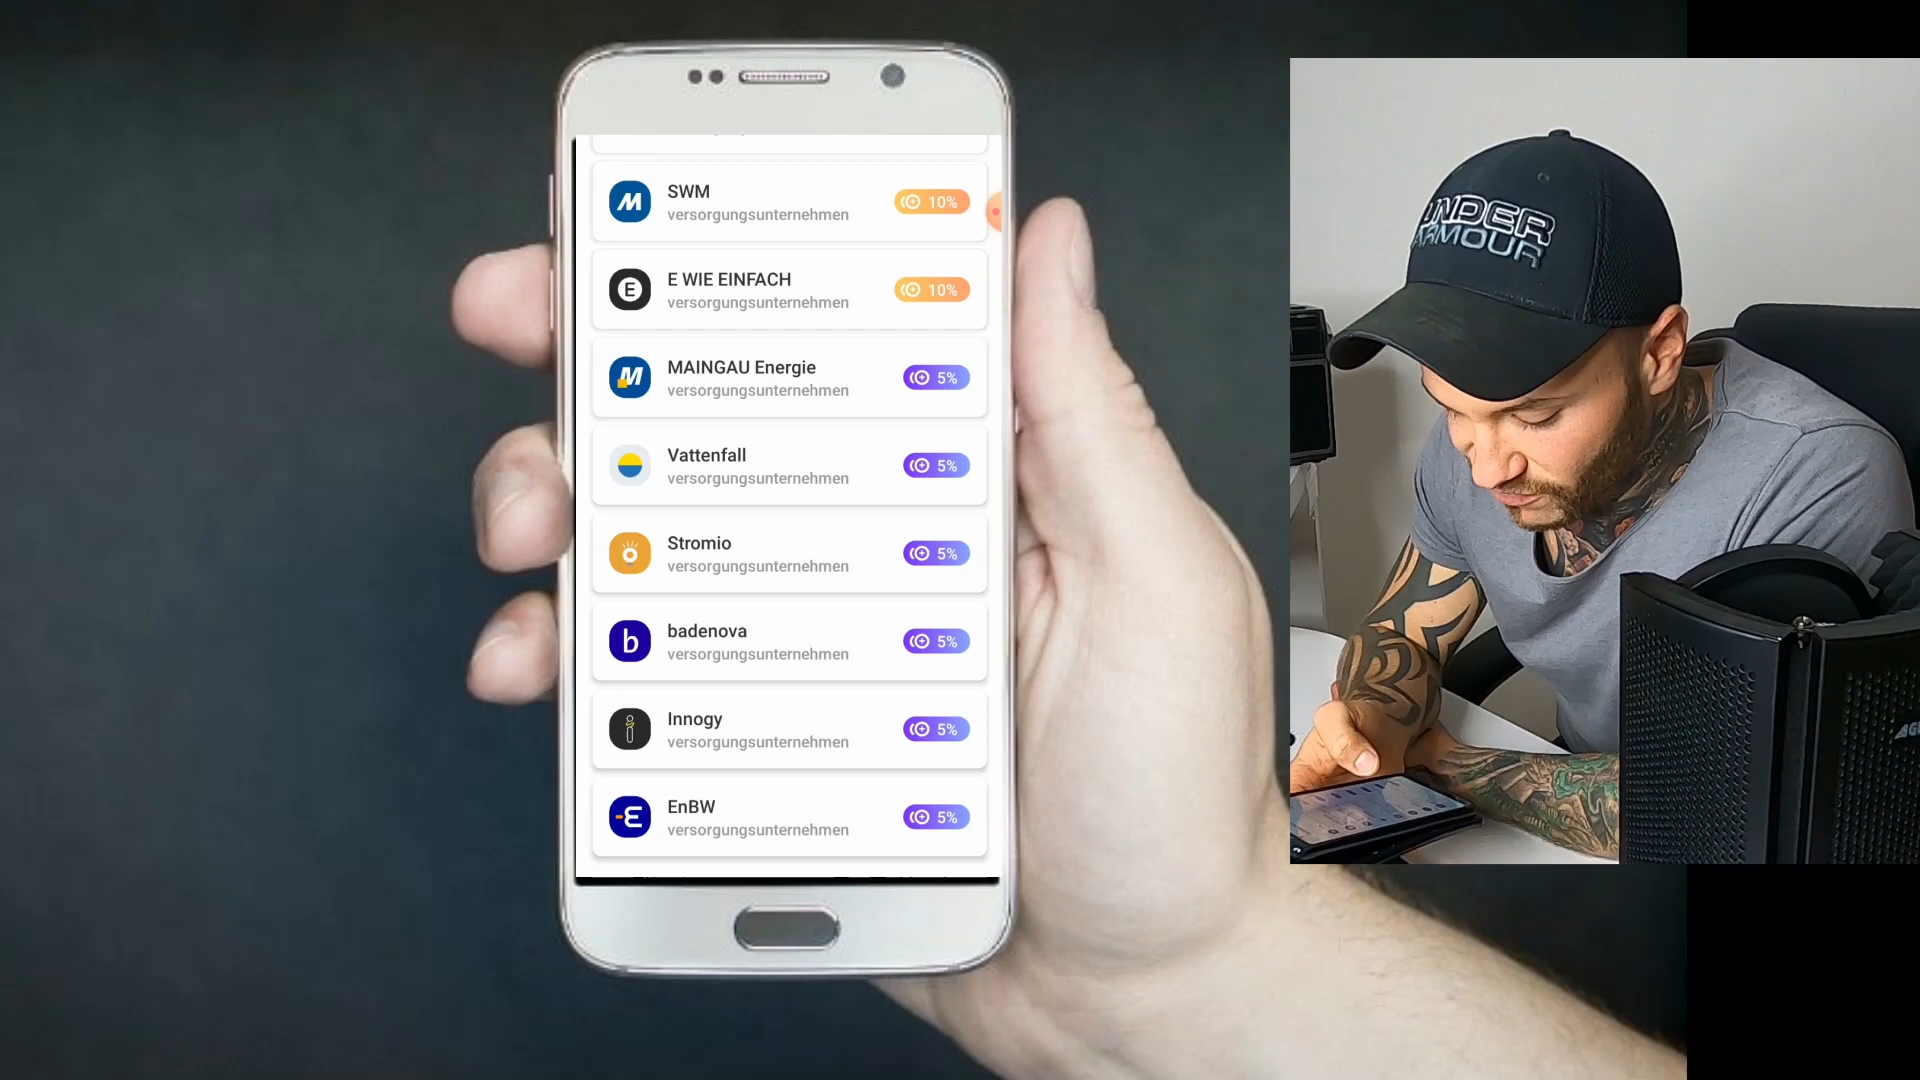 SWM
versorgungsunternehmen
10%
E WIE EINFACH
versorgungsunternehmen
10%
MAINGAU Energie
versorgungsunternehmen
5%
Vattenfall
versorgungsunternehmen
5%
Stromio
versorgungsunternehmen
5%
badenova
versorgungsunternehmen
5%
Innogy
versorgungsunternehmen
5%
EnBW
versorgungsunternehmen
5%
UNDER
ARMOUR